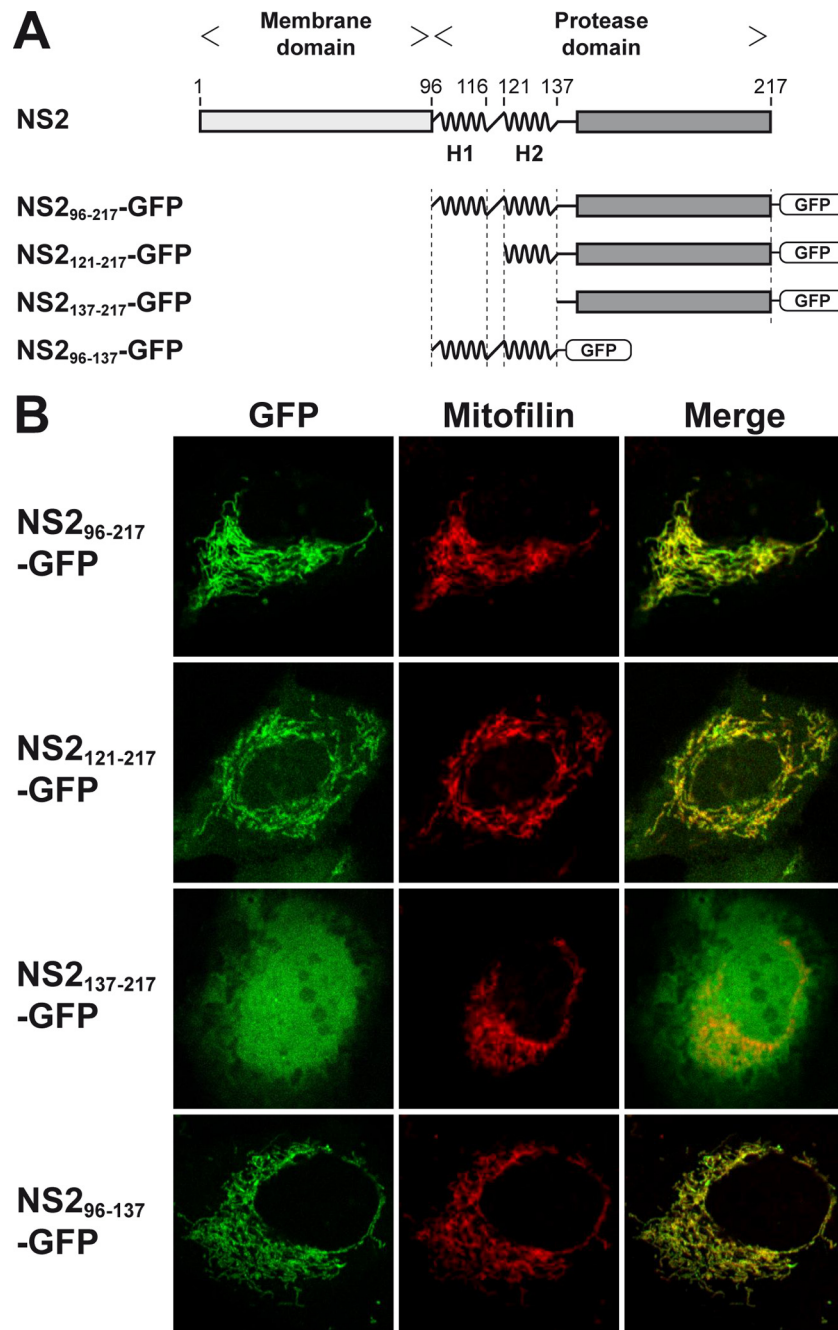 A
< Membrane domain > < Protease domain >
1 96 116 121 137 217
NS2
H1 H2
NS2₉₆₋₂₁₇-GFP GFP
NS2₁₂₁₋₂₁₇-GFP GFP
NS2₁₃₇₋₂₁₇-GFP GFP
NS2₉₆₋₁₃₇-GFP GFP
B
GFP Mitofilin Merge
NS2₉₆₋₂₁₇
-GFP
NS2₁₂₁₋₂₁₇
-GFP
NS2₁₃₇₋₂₁₇
-GFP
NS2₉₆₋₁₃₇
-GFP